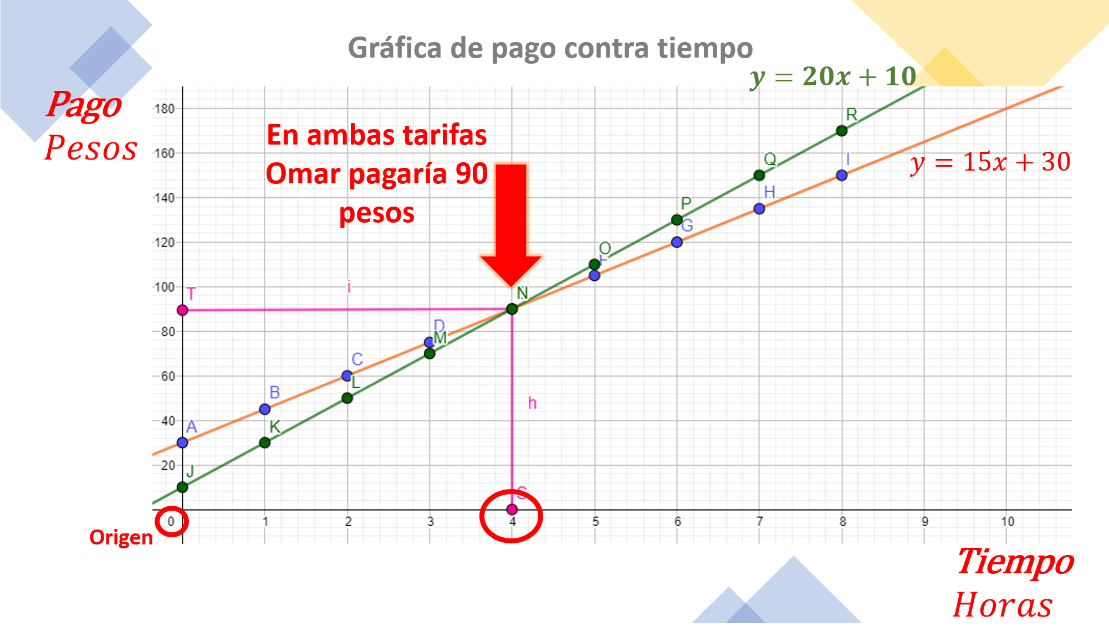 Gráfica de pago contra tiempo
y = 20x + 10
Pago
Pesos
En ambas tarifas
Omar pagaría 90
pesos
y = 15x + 30
180
160
140
120
100
80
60
40
20
0
1
2
3
4
5
6
7
8
9
10
A
B
C
D
G
H
I
J
K
L
M
N
O
P
Q
R
S
T
i
h
Origen
Tiempo
Horas